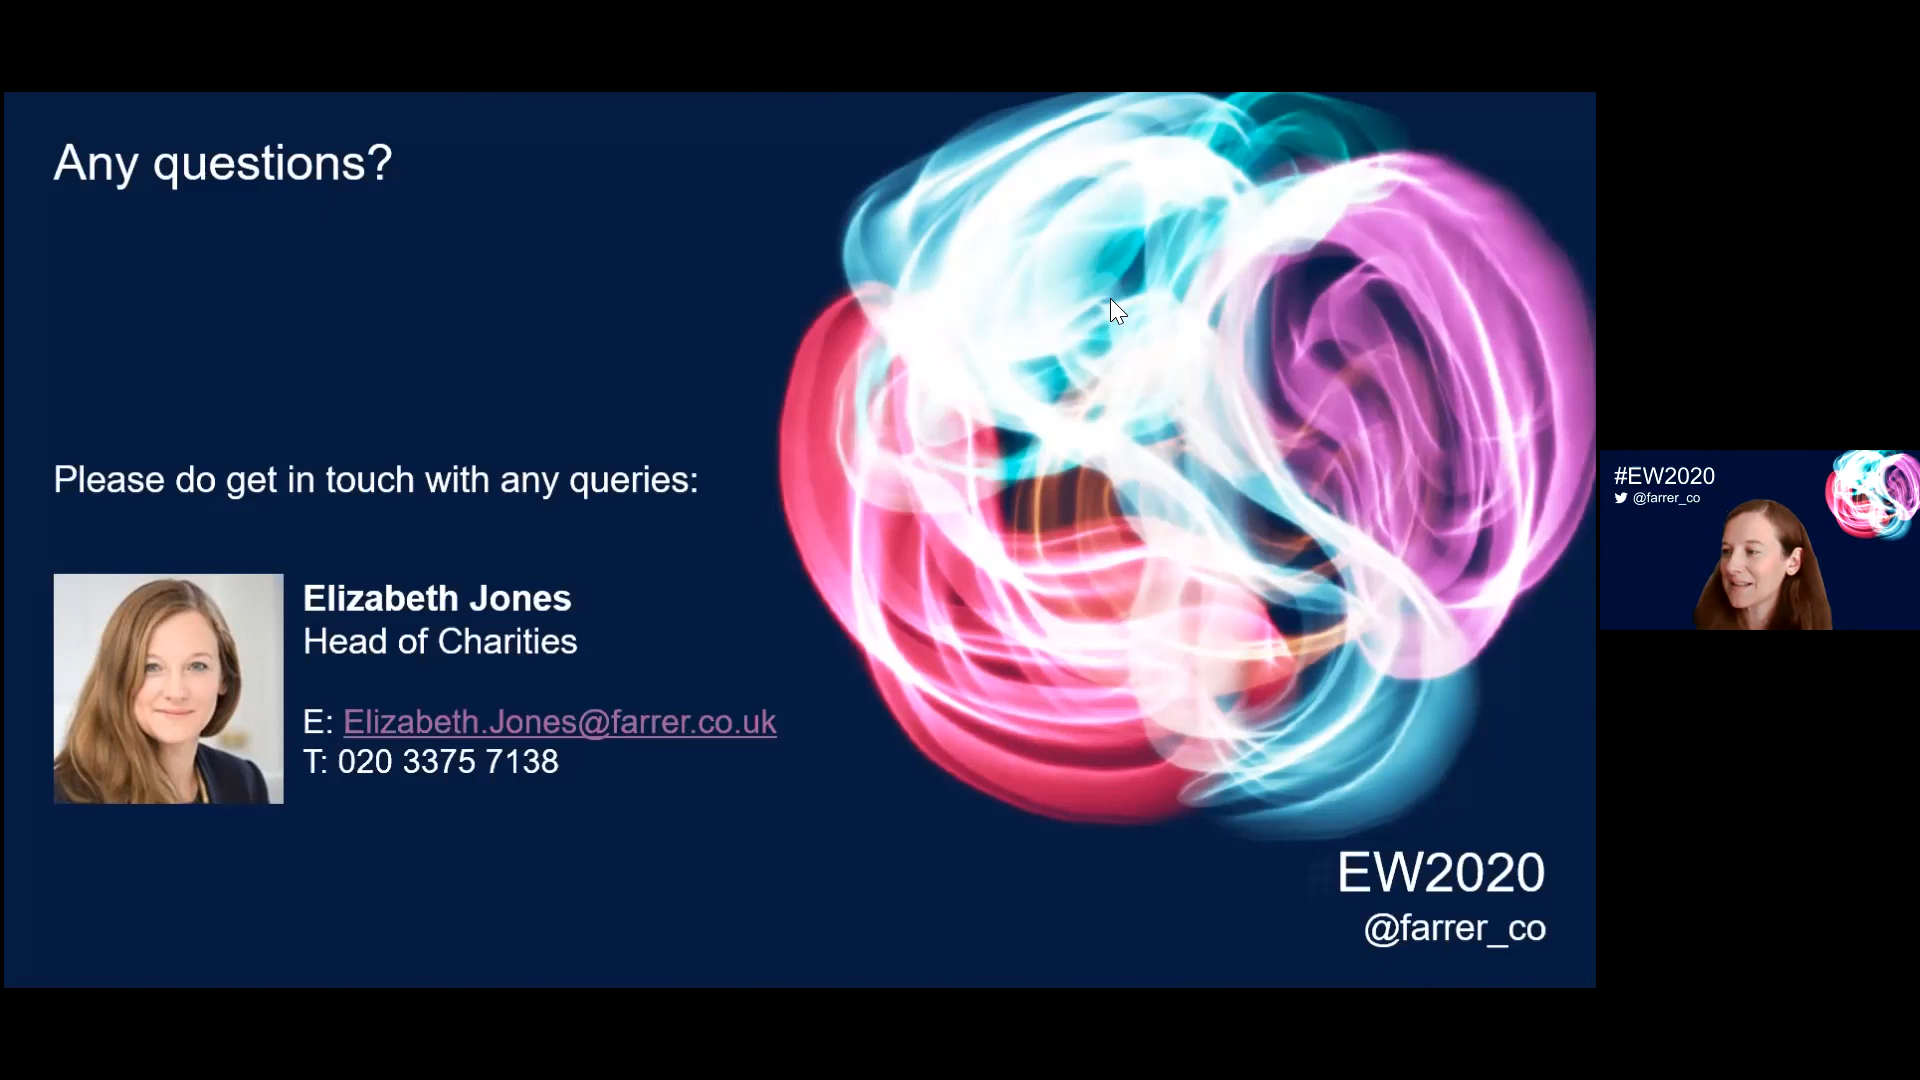 Any questions?
Please do get in touch with any queries:
Elizabeth Jones
Head of Charities
E: Elizabeth.Jones@farrer.co.uk
T: 020 3375 7138
EW2020
@farrer_co
#EW2020
@farrer_co